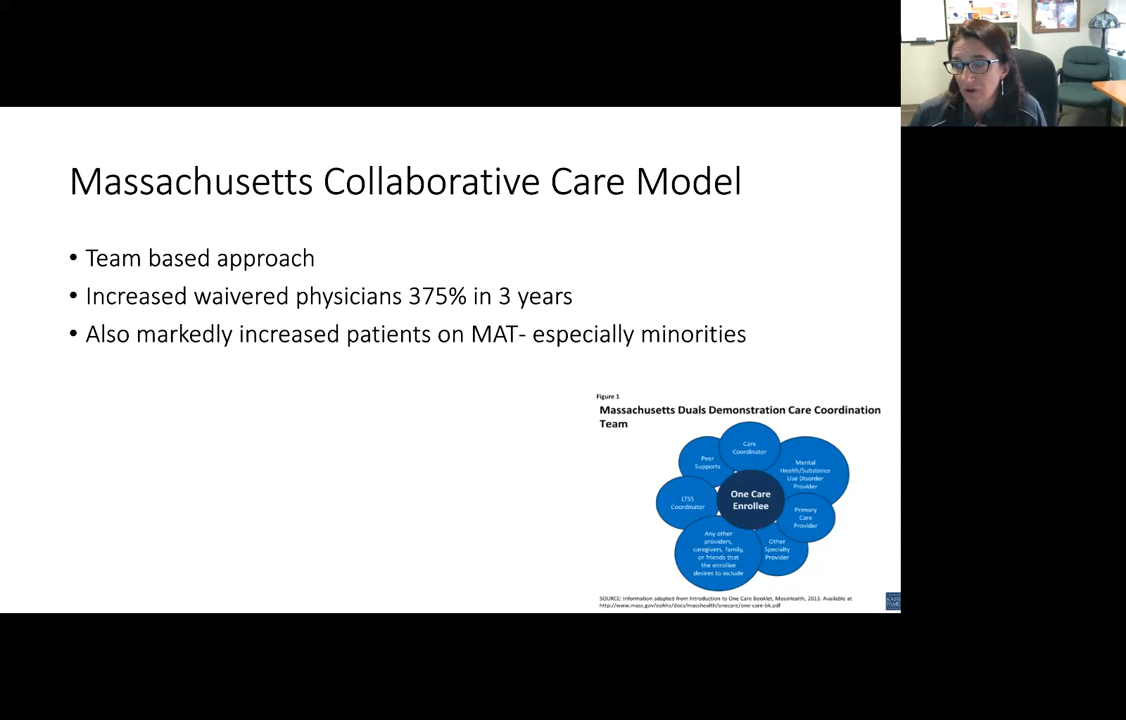 Massachusetts Collaborative Care Model
• Team based approach
• Increased waivered physicians 375% in 3 years
• Also markedly increased patients on MAT- especially minorities
Figure 1
Massachusetts Duals Demonstration Care Coordination
Team
Care
Coordinator
Peer
Supports
Mental
Health/Substance
Use Disorder
Provider
LTSS
Coordinator
One Care
Enrollee
Primary
Care
Provider
Any other
providers,
caregivers, family,
or friends that
the enrollee
desires to include
Other
Specialty
Provider
SOURCE: Information adapted from Introduction to One Care Booklet, MassHealth, 2013. Available at
http://www.mass.gov/eohhs/docs/masshealth/onecare/one-care-bk.pdf